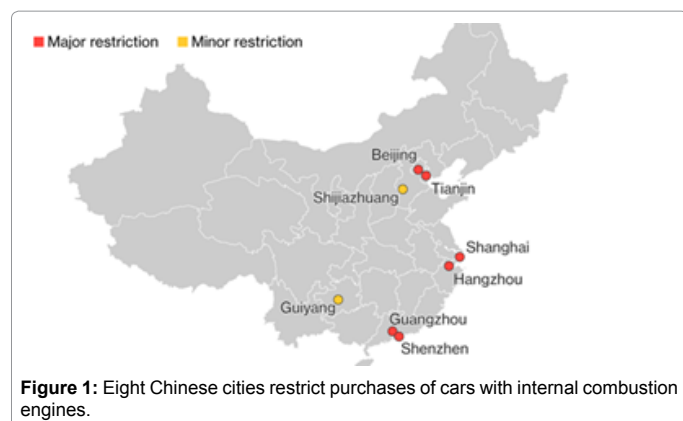 Major restriction Minor restriction
Beijing
Tianjin
Shijiazhuang
Shanghai
Hangzhou
Guiyang
Guangzhou
Shenzhen
Figure 1: Eight Chinese cities restrict purchases of cars with internal combustion
engines.